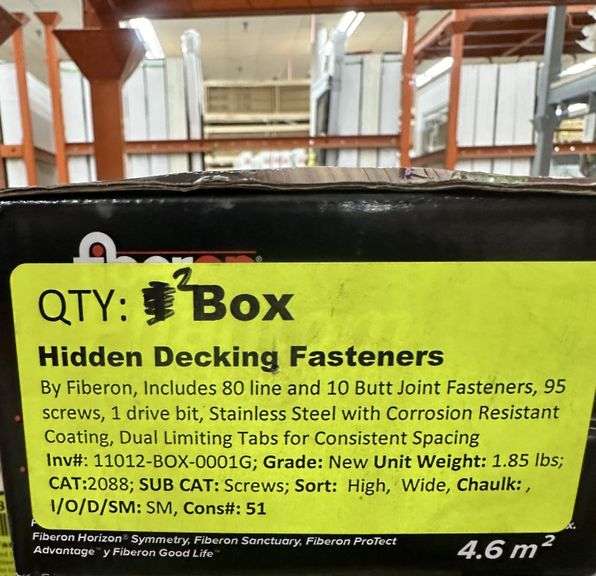 fiberon®
QTY: 2 Box
Hidden Decking Fasteners
By Fiberon, Includes 80 line and 10 Butt Joint Fasteners, 95
screws, 1 drive bit, Stainless Steel with Corrosion Resistant
Coating, Dual Limiting Tabs for Consistent Spacing
Inv#: 11012-BOX-0001G; Grade: New Unit Weight: 1.85 lbs;
CAT:2088; SUB CAT: Screws; Sort: High, Wide, Chaulk: ,
I/O/D/SM: SM, Cons#: 51
Fiberon Horizon® Symmetry, Fiberon Sanctuary, Fiberon ProTect
Advantage™ y Fiberon Good Life™
4.6 m²